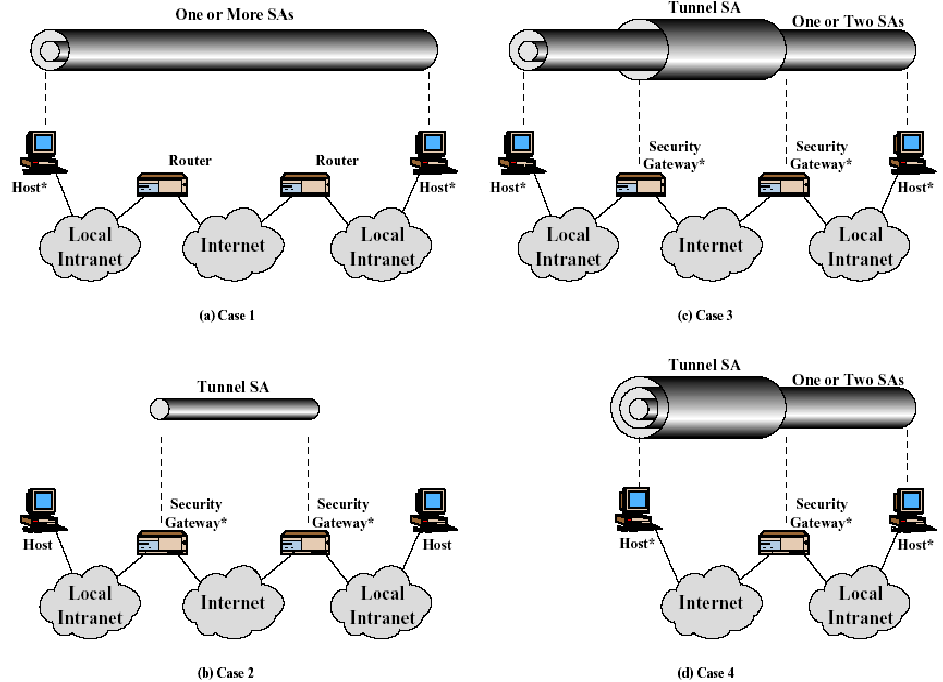 One or More SAs
Host*
Router
Router
Host*
Local
Intranet
Internet
Local
Intranet
(a) Case 1
Tunnel SA
One or Two SAs
Host*
Security
Gateway*
Security
Gateway*
Host*
Local
Intranet
Internet
Local
Intranet
(c) Case 3
Tunnel SA
Host
Security
Gateway*
Security
Gateway*
Host
Local
Intranet
Internet
Local
Intranet
(b) Case 2
Tunnel SA
One or Two SAs
Host*
Security
Gateway*
Host*
Internet
Local
Intranet
(d) Case 4